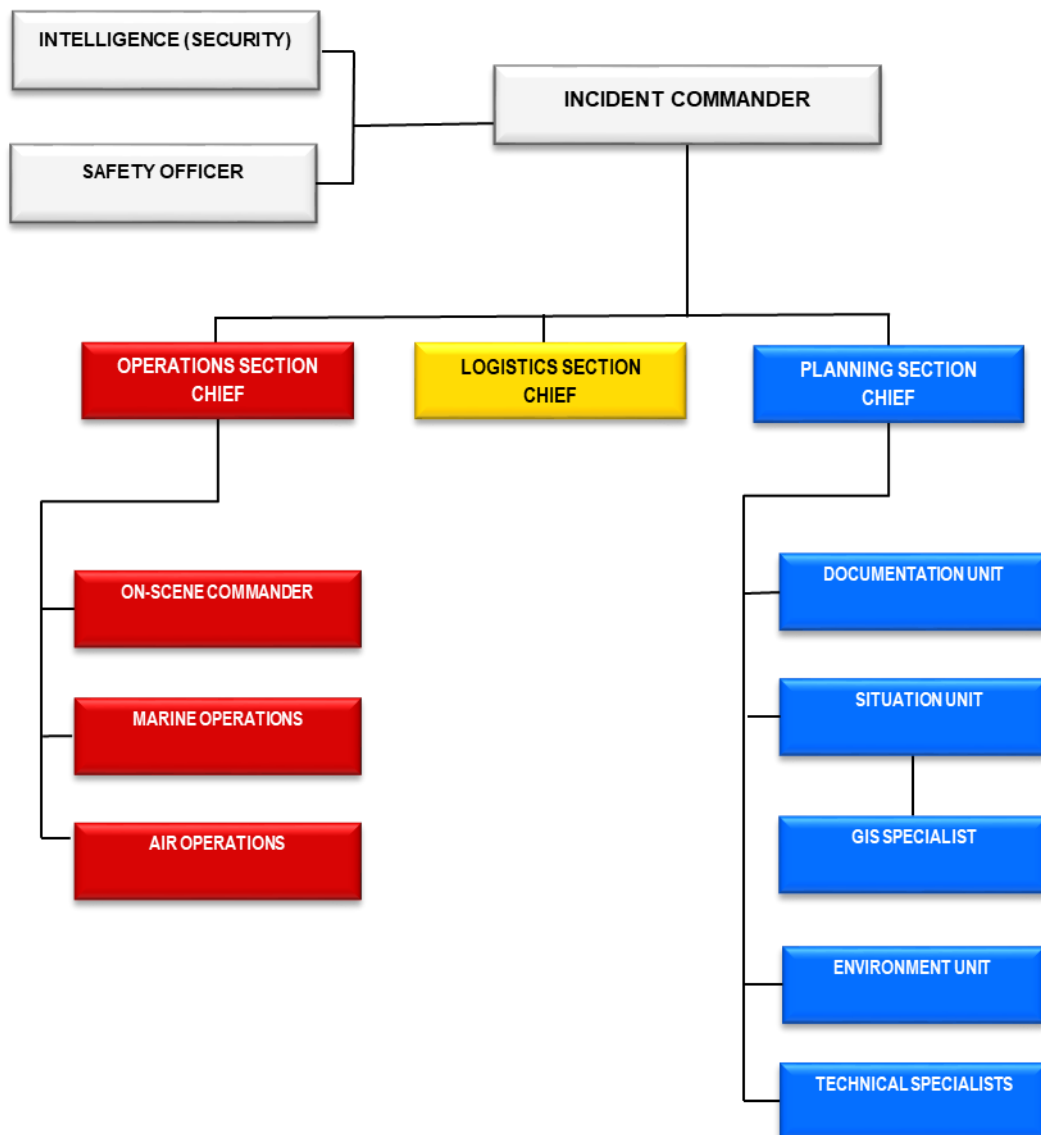 INTELLIGENCE (SECURITY)
INCIDENT COMMANDER
SAFETY OFFICER
OPERATIONS SECTION
CHIEF
LOGISTICS SECTION
CHIEF
PLANNING SECTION
CHIEF
ON-SCENE COMMANDER
MARINE OPERATIONS
AIR OPERATIONS
DOCUMENTATION UNIT
SITUATION UNIT
GIS SPECIALIST
ENVIRONMENT UNIT
TECHNICAL SPECIALISTS